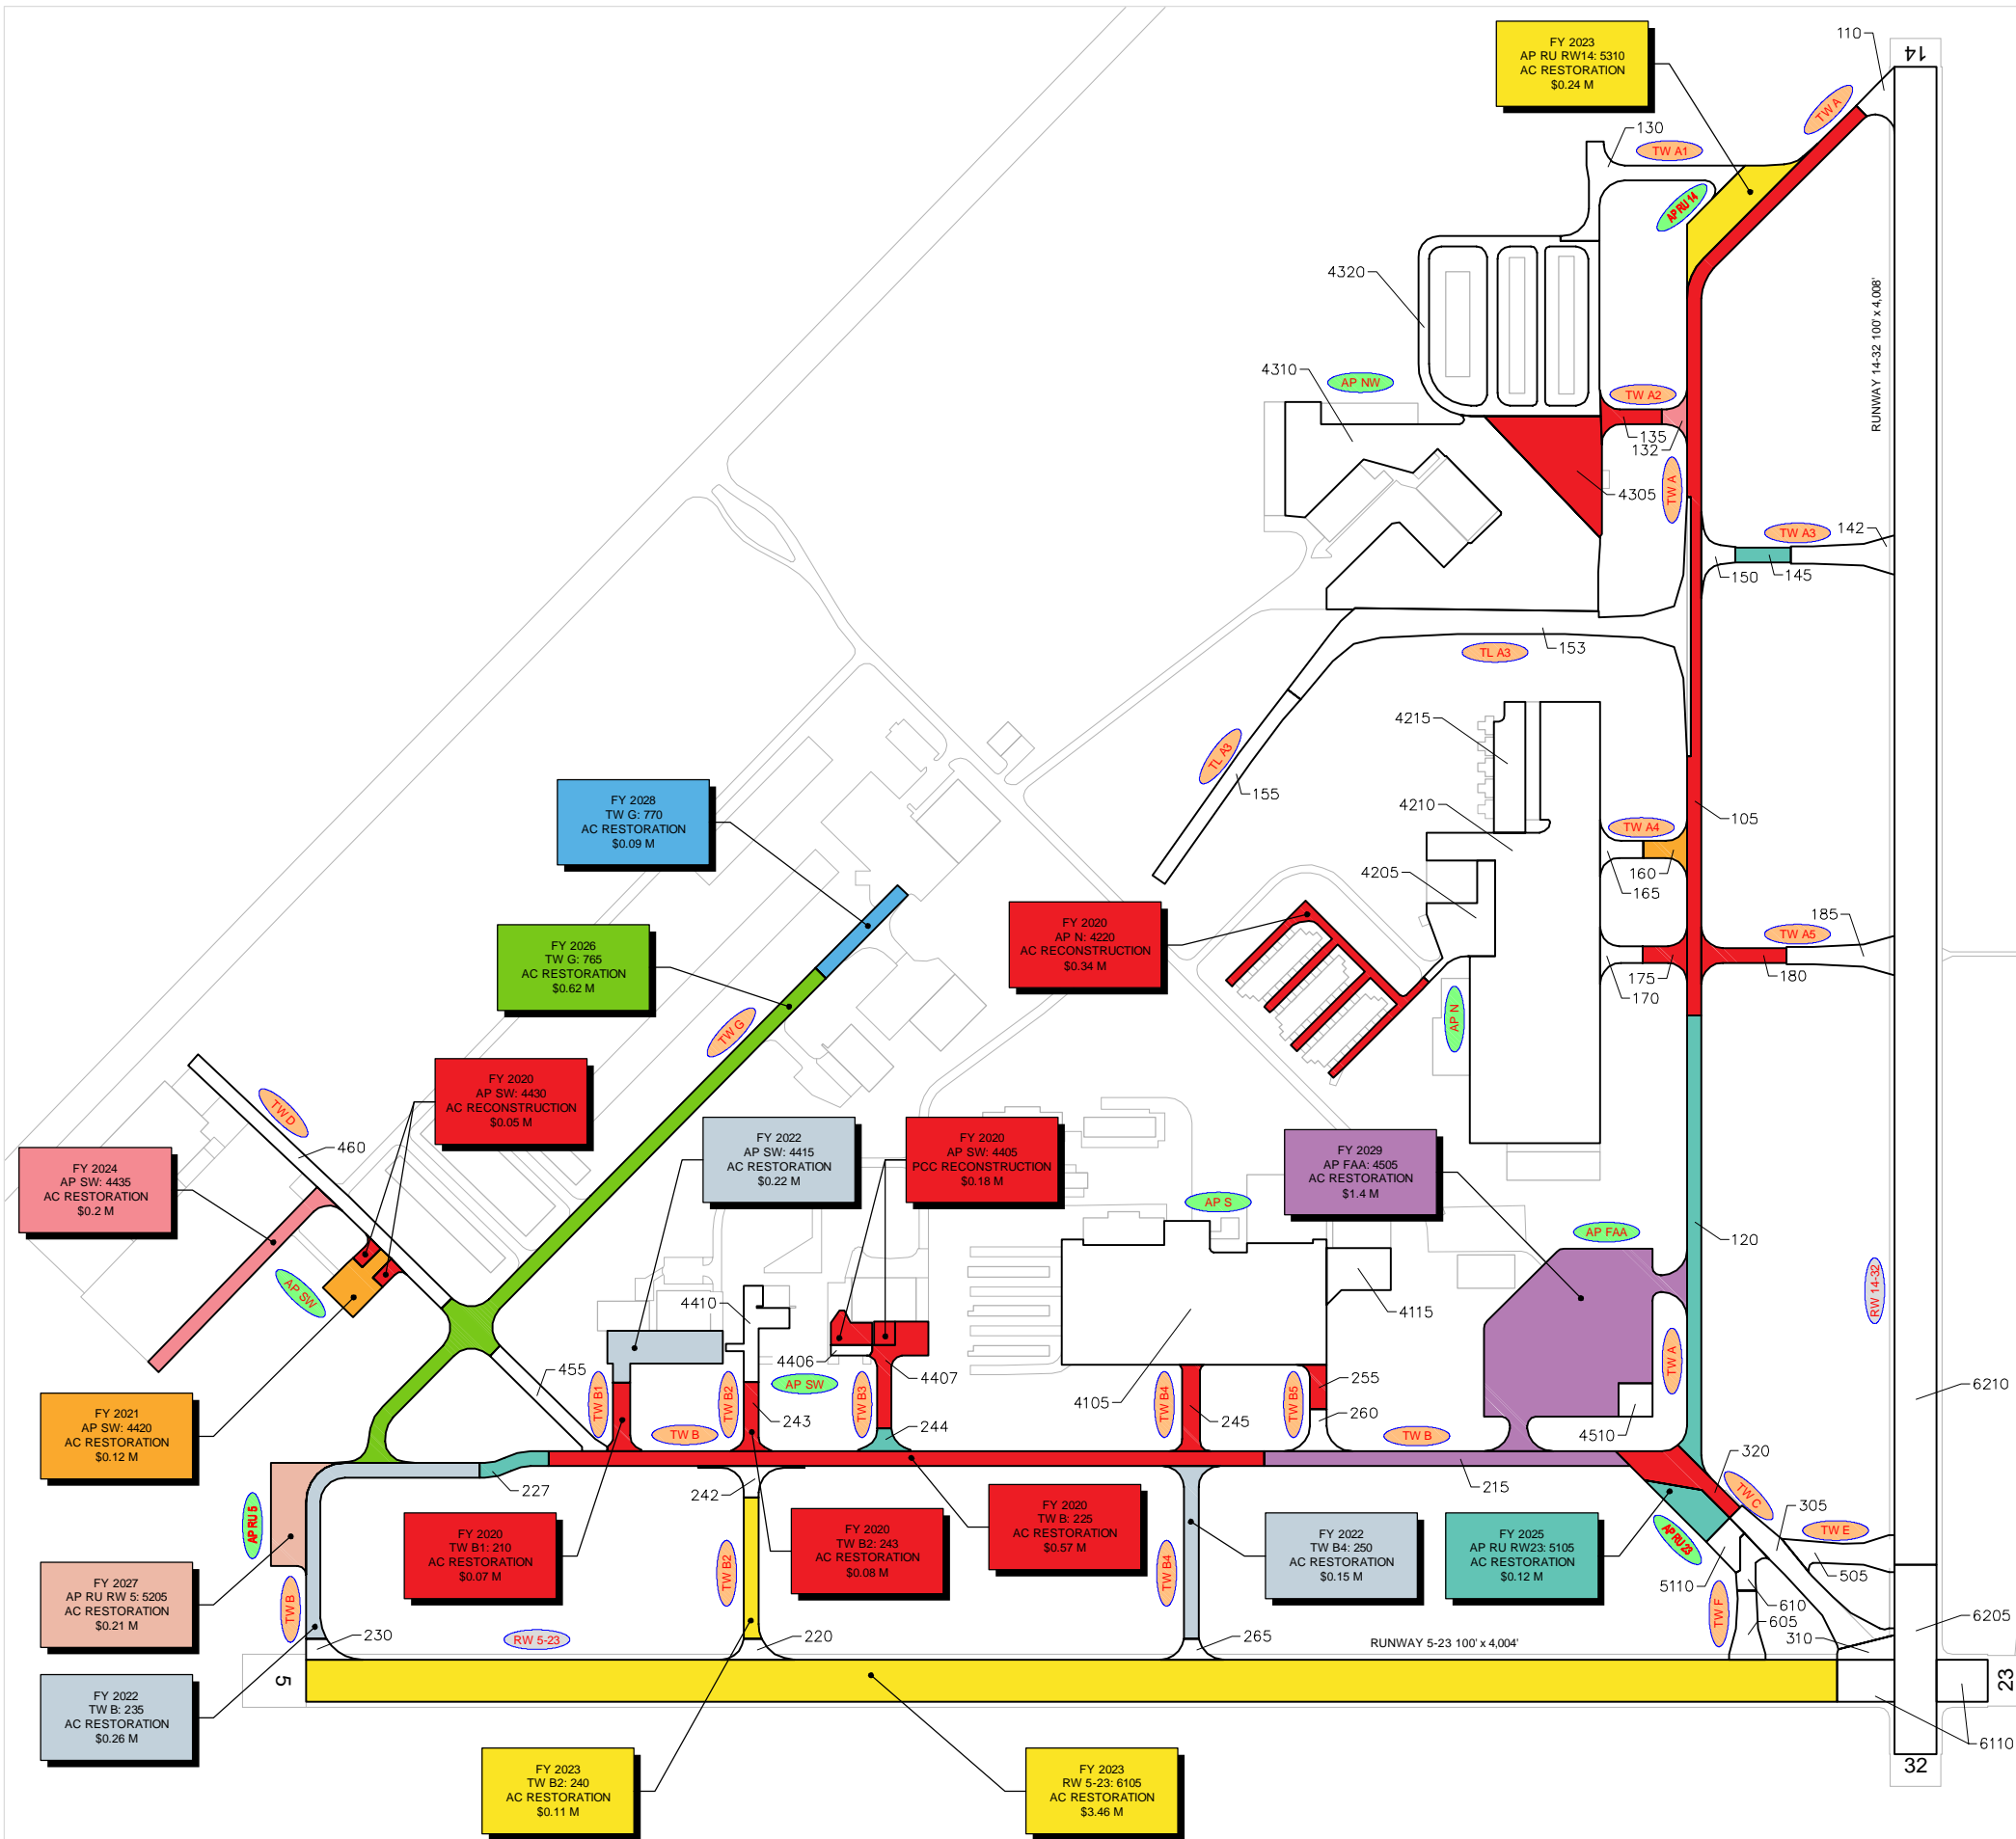 FY 2023
AP RU RW14: 5310
AC RESTORATION
$0.24 M
110
14
TW A
130
TW A1
AP RU 14
4320
RUNWAY 14-32 100' x 4,008'
4310
AP NW
TW A2
135
132
TW A
4305
TW A3
142
150
145
153
TL A3
4215
TL A3
155
4210
105
FY 2028
TW G: 770
AC RESTORATION
$0.09 M
TW A4
160
165
4205
FY 2020
AP N: 4220
AC RECONSTRUCTION
$0.34 M
185
TW A5
175
170
180
FY 2026
TW G: 765
AC RESTORATION
$0.62 M
AP N
TW G
FY 2020
AP SW: 4430
AC RECONSTRUCTION
$0.05 M
TW D
460
FY 2022
AP SW: 4415
AC RESTORATION
$0.22 M
FY 2020
AP SW: 4405
PCC RECONSTRUCTION
$0.18 M
FY 2029
AP FAA: 4505
AC RESTORATION
$1.4 M
FY 2024
AP SW: 4435
AC RESTORATION
$0.2 M
AP S
AP FAA
120
RW 14-32
AP SW
4410
4115
4406
4407
455
TW B1
TW B2
AP SW
TW B3
4105
TW B4
TW B5
255
TW A
6210
243
245
260
4510
FY 2021
AP SW: 4420
AC RESTORATION
$0.12 M
TW B
244
TW B
320
227
242
215
TW C
305
TW E
AP RU 5
FY 2020
TW B1: 210
AC RESTORATION
$0.07 M
FY 2020
TW B2: 243
AC RESTORATION
$0.08 M
FY 2020
TW B: 225
AC RESTORATION
$0.57 M
FY 2022
TW B4: 250
AC RESTORATION
$0.15 M
FY 2025
AP RU RW23: 5105
AC RESTORATION
$0.12 M
AP RU 23
5110
505
FY 2027
AP RU RW 5: 5205
AC RESTORATION
$0.21 M
TW B
TW B2
TW B4
TW F
610
605
6205
230
RW 5-23
220
265
RUNWAY 5-23 100' x 4,004'
310
5
23
FY 2022
TW B: 235
AC RESTORATION
$0.26 M
6110
32
FY 2023
TW B2: 240
AC RESTORATION
$0.11 M
FY 2023
RW 5-23: 6105
AC RESTORATION
$3.46 M